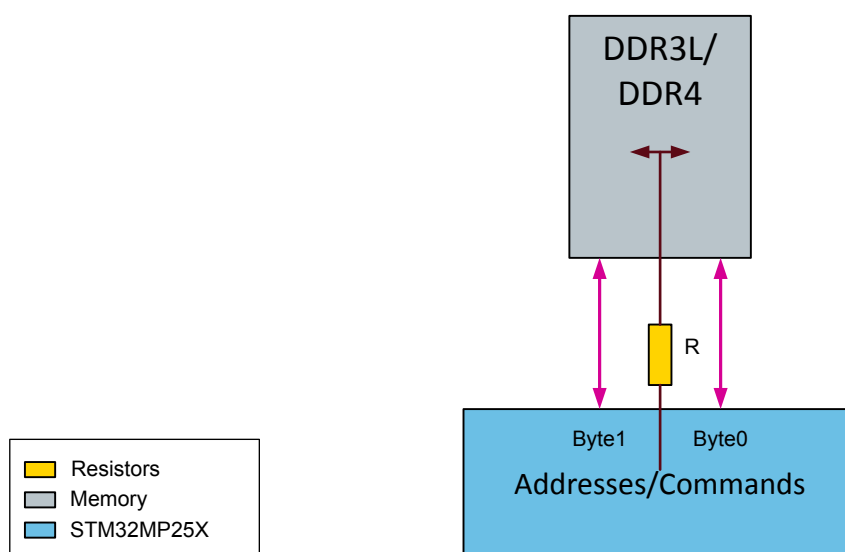 DDR3L/
DDR4
R
Byte1 Byte0
Addresses/Commands
Resistors
Memory
STM32MP25X